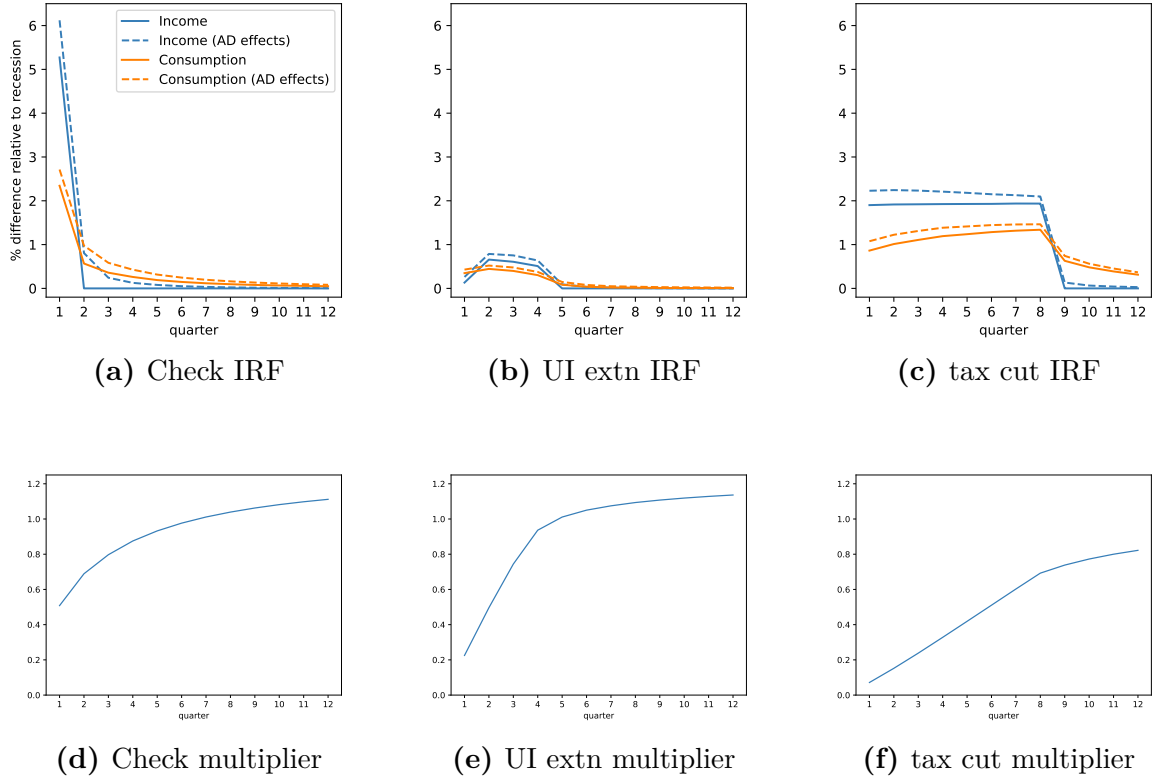 % difference relative to recession
6
5
4
3
2
1
0
Income
Income (AD effects)
Consumption
Consumption (AD effects)
1 2 3 4 5 6 7 8 9 10 11 12
quarter
(a) Check IRF
6
5
4
3
2
1
0
1 2 3 4 5 6 7 8 9 10 11 12
quarter
(b) UI extn IRF
6
5
4
3
2
1
0
1 2 3 4 5 6 7 8 9 10 11 12
quarter
(c) tax cut IRF
1.2
1.0
0.8
0.6
0.4
0.2
0.0
1 2 3 4 5 6 7 8 9 10 11 12
quarter
(d) Check multiplier
1.2
1.0
0.8
0.6
0.4
0.2
0.0
1 2 3 4 5 6 7 8 9 10 11 12
quarter
(e) UI extn multiplier
1.2
1.0
0.8
0.6
0.4
0.2
0.0
1 2 3 4 5 6 7 8 9 10 11 12
quarter
(f) tax cut multiplier